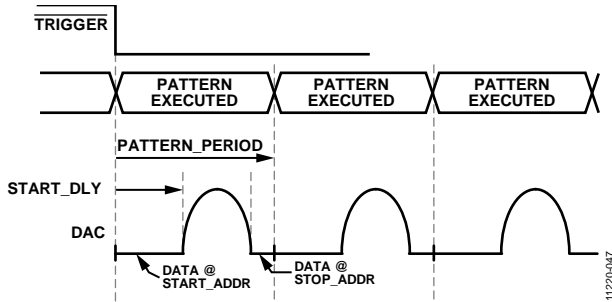 TRIGGER
PATTERN
EXECUTED
PATTERN
EXECUTED
PATTERN
EXECUTED
PATTERN_PERIOD
START_DLY
DAC
DATA @
START_ADDR
DATA @
STOP_ADDR
11220-047